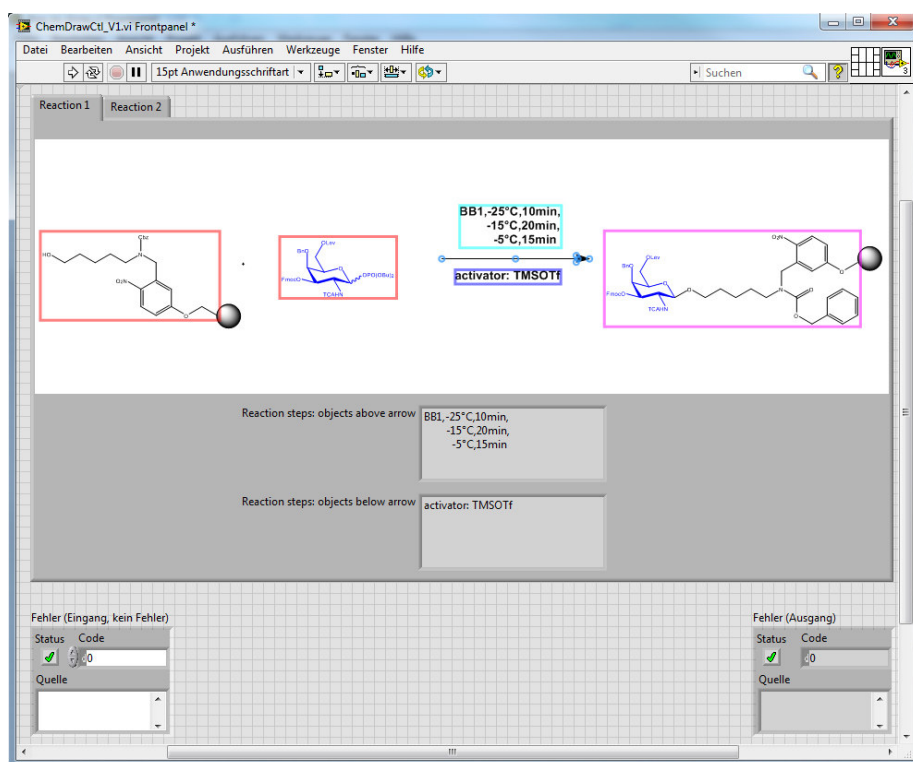 ChemDrawCtl_V1.vi Frontpanel *
Datei Bearbeiten Ansicht Projekt Ausführen Werkzeuge Fenster Hilfe
15pt Anwendungsschriftart
Suchen
3
Reaction 1 Reaction 2
BB1,-25°C,10min,
-15°C,20min,
-5°C,15min
activator: TMSOTf
Cbz
HO
N
O₂N
O
OLev
BnO
O
FmocO
OPO(OBu)₂
TCAHN
O₂N
OLev
BnO
O
FmocO
O
TCAHN
N
O
O
O
Reaction steps: objects above arrow
BB1,-25°C,10min,
-15°C,20min,
-5°C,15min
Reaction steps: objects below arrow
activator: TMSOTf
Fehler (Eingang, kein Fehler)
Status Code
0
Quelle
Fehler (Ausgang)
Status Code
0
Quelle